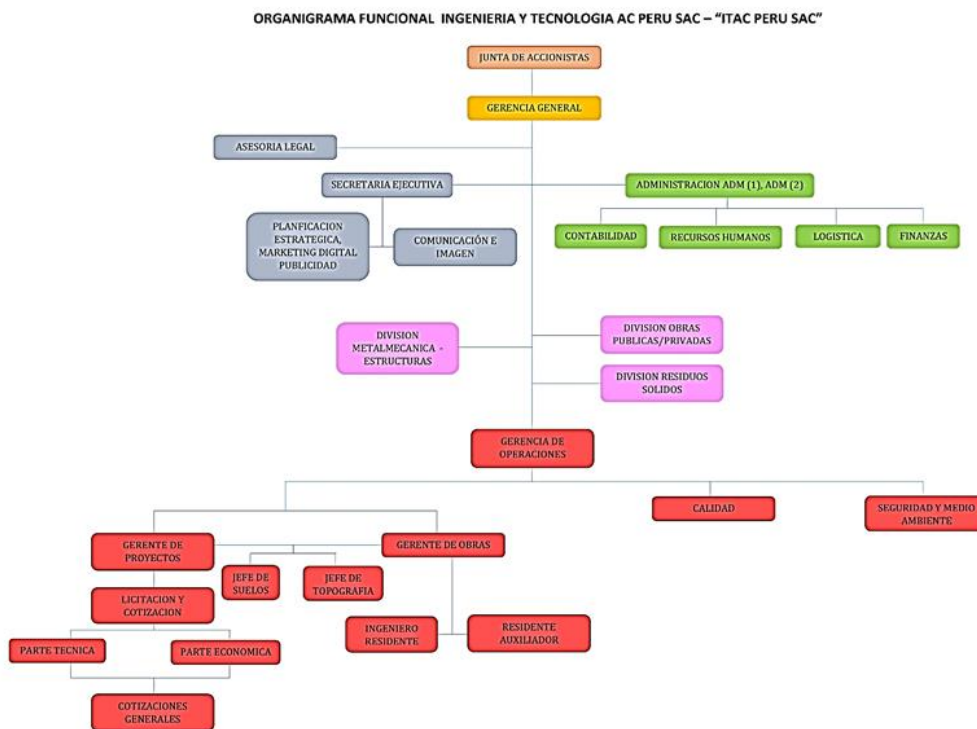 ORGANIGRAMA FUNCIONAL INGENIERIA Y TECNOLOGIA AC PERU SAC – “ITAC PERU SAC”
JUNTA DE ACCIONISTAS
GERENCIA GENERAL
ASESORIA LEGAL
SECRETARIA EJECUTIVA
ADMINISTRACION ADM (1), ADM (2)
PLANFICACION
ESTRATEGICA,
MARKETING DIGITAL
PUBLICIDAD
COMUNICACIÓN E
IMAGEN
CONTABILIDAD
RECURSOS HUMANOS
LOGISTICA
FINANZAS
DIVISION
METALMECANICA -
ESTRUCTURAS
DIVISION OBRAS
PUBLICAS/PRIVADAS
DIVISION RESIDUOS
SOLIDOS
GERENCIA DE
OPERACIONES
CALIDAD
SEGURIDAD Y MEDIO
AMBIENTE
GERENTE DE
PROYECTOS
GERENTE DE OBRAS
JEFE DE
SUELOS
JEFE DE
TOPOGRAFIA
LICITACION Y
COTIZACION
INGENIERO
RESIDENTE
RESIDENTE
AUXILIADOR
PARTE TECNICA
PARTE ECONOMICA
COTIZACIONES
GENERALES